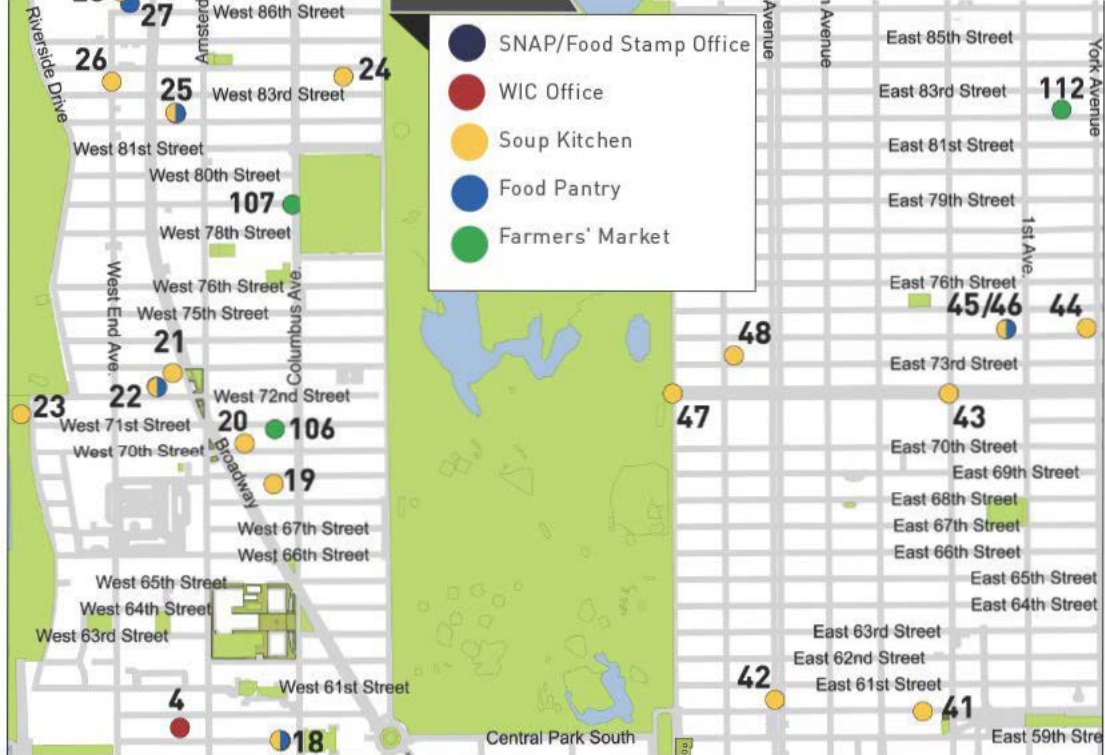 27
West 86th Street
Riverside Drive
26
25
24
West 83rd Street
West 81st Street
West 80th Street
107
West 78th Street
West End Ave.
West 76th Street
Columbus Ave.
West 75th Street
21
22
West 72nd Street
23
West 71st Street
20
106
West 70th Street
Broadway
19
West 67th Street
West 66th Street
West 65th Street
West 64th Street
West 63rd Street
West 61st Street
4
18
SNAP/Food Stamp Office
WIC Office
Soup Kitchen
Food Pantry
Farmers' Market
Central Park South
Avenue
Avenue
East 85th Street
York Avenue
East 83rd Street
112
East 81st Street
East 79th Street
1st Ave.
East 76th Street
45/46
44
48
East 73rd Street
47
43
East 70th Street
East 69th Street
East 68th Street
East 67th Street
East 66th Street
East 65th Street
East 64th Street
East 63rd Street
East 62nd Street
42
East 61st Street
41
East 59th Stre